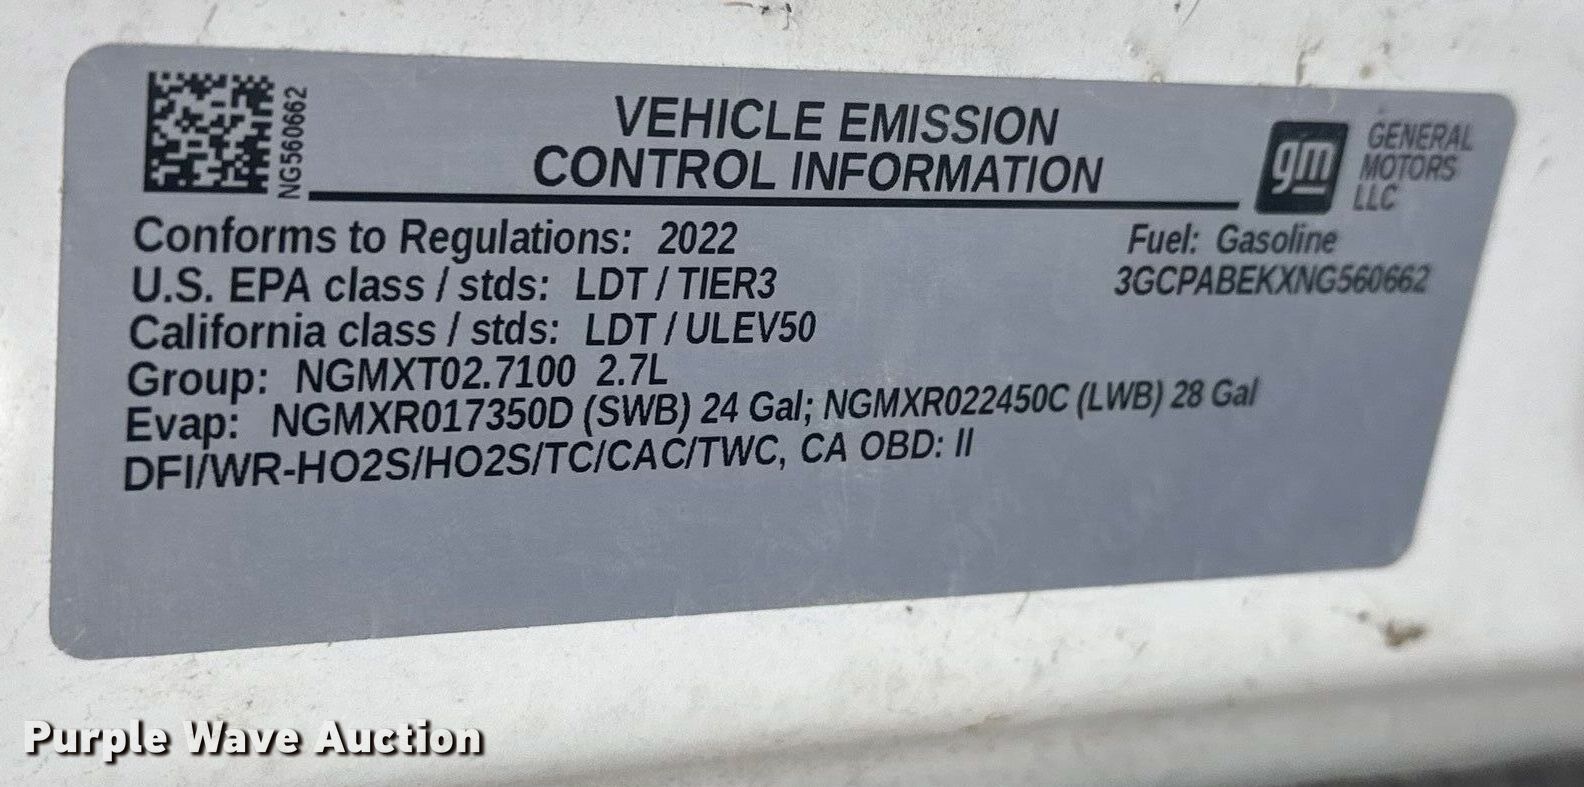 NG560662
VEHICLE EMISSION
CONTROL INFORMATION
gm
GENERAL
MOTORS
LLC
Conforms to Regulations: 2022
Fuel: Gasoline
U.S. EPA class / stds: LDT / TIER3
3GCPABEKXNG560662
California class / stds: LDT / ULEV50
Group: NGMXT02.7100 2.7L
Evap: NGMXR017350D (SWB) 24 Gal; NGMXR022450C (LWB) 28 Gal
DFI/WR-HO2S/HO2S/TC/CAC/TWC, CA OBD: II
Purple Wave Auction